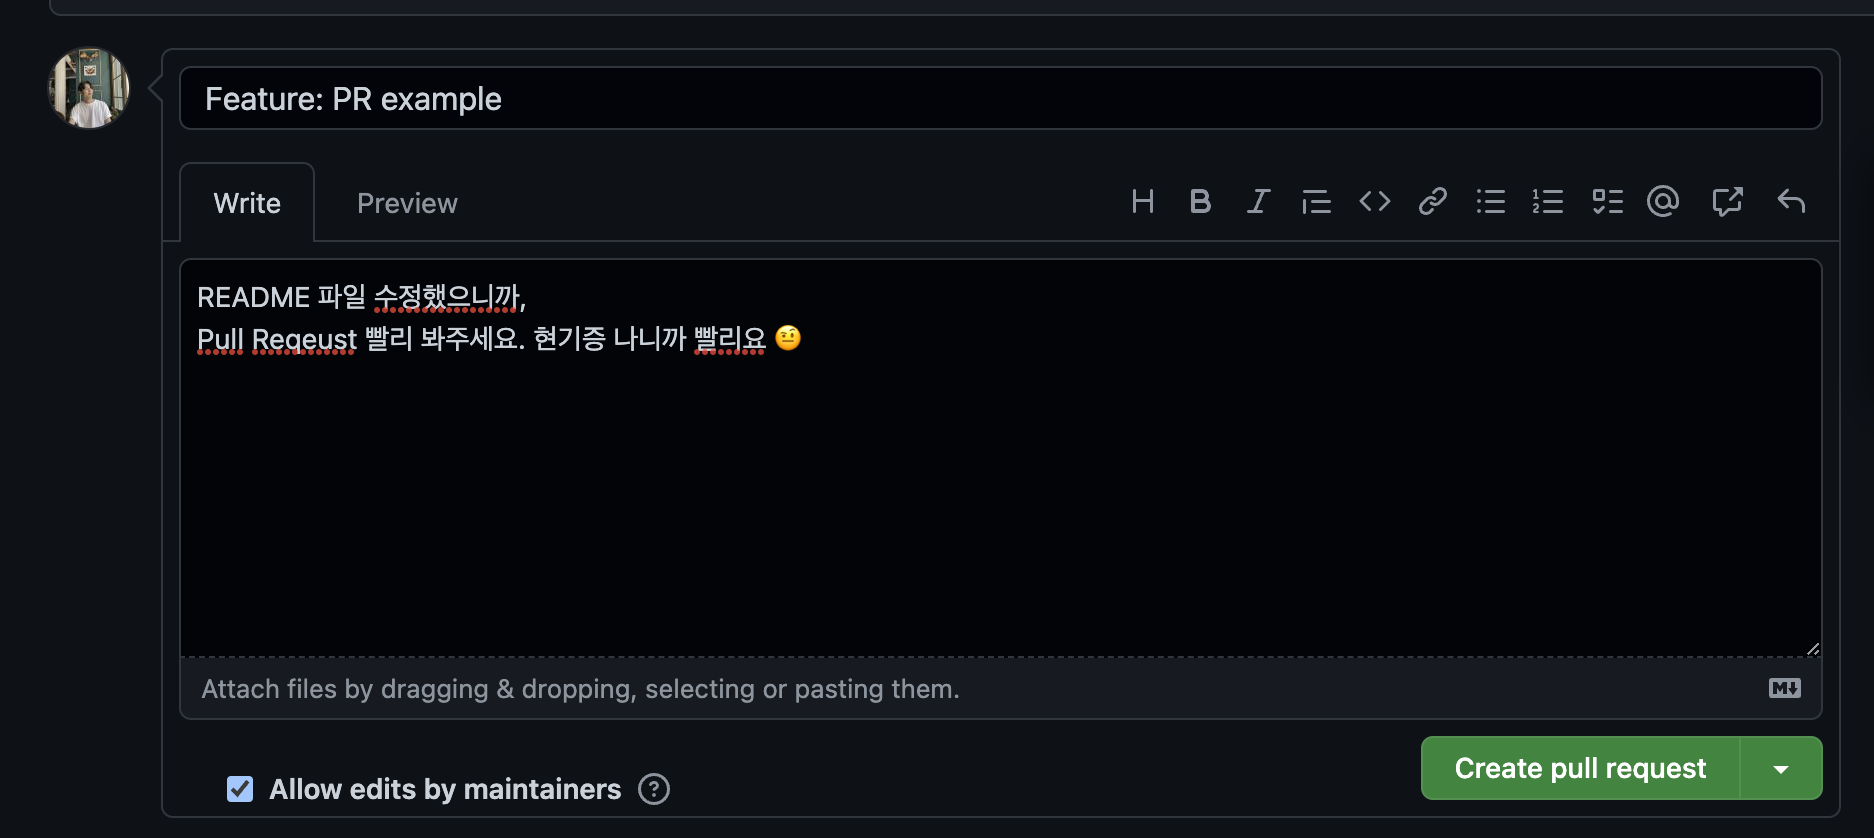 Feature: PR example
Write Preview
README 파일 수정했으니까,
Pull Reqeust 빨리 봐주세요. 현기증 나니까 빨리요 🤨
Attach files by dragging & dropping, selecting or pasting them.
Allow edits by maintainers
Create pull request